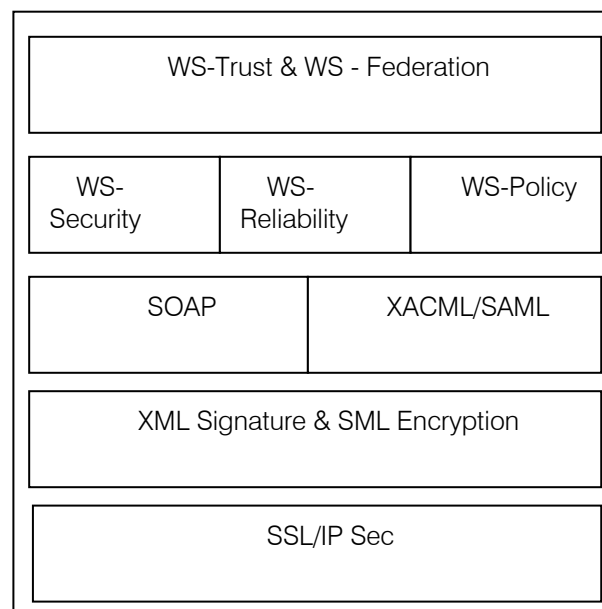 WS-Trust & WS - Federation
WS-
Security
WS-
Reliability
WS-Policy
SOAP
XACML/SAML
XML Signature & SML Encryption
SSL/IP Sec